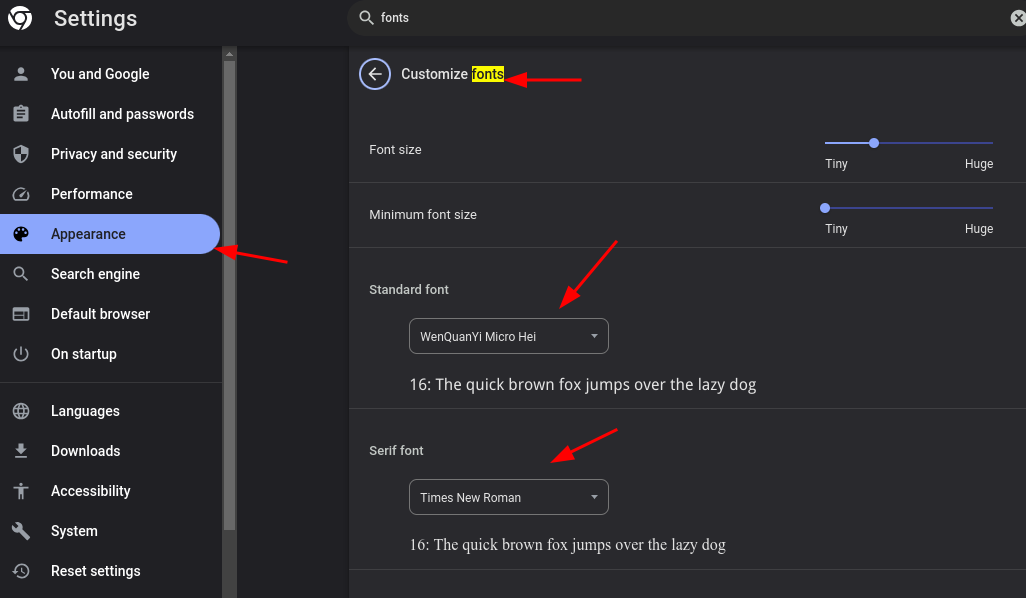 Settings
fonts
You and Google
Autofill and passwords
Privacy and security
Performance
Appearance
Search engine
Default browser
On startup
Languages
Downloads
Accessibility
System
Reset settings
Customize fonts
Font size
Tiny Huge
Minimum font size
Tiny Huge
Standard font
WenQuanYi Micro Hei
16: The quick brown fox jumps over the lazy dog
Serif font
Times New Roman
16: The quick brown fox jumps over the lazy dog